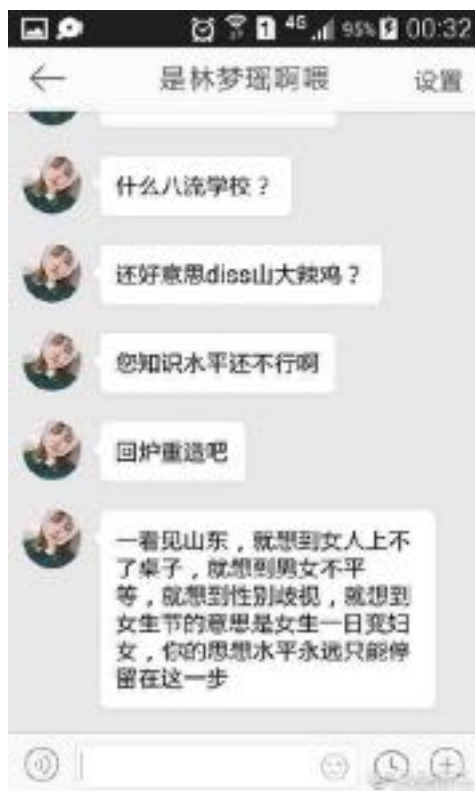 4G 95% 00:32
是林梦瑶啊喂 设置
什么八流学校？
还好意思diss山大辣鸡？
您知识水平还不行啊
回炉重造吧
一看见山东，就想到女人上不
了桌子，就想到男女不平
等，就想到性别歧视，就想到
女生节的意思是女生一日变妇
女，你的思想水平永远只能停
留在这一步